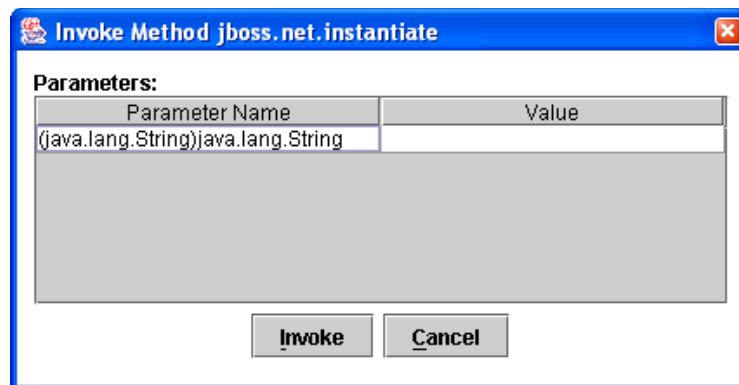 Invoke Method jboss.net.instantiate
Parameters:
Parameter Name Value
(java.lang.String)java.lang.String
Invoke Cancel